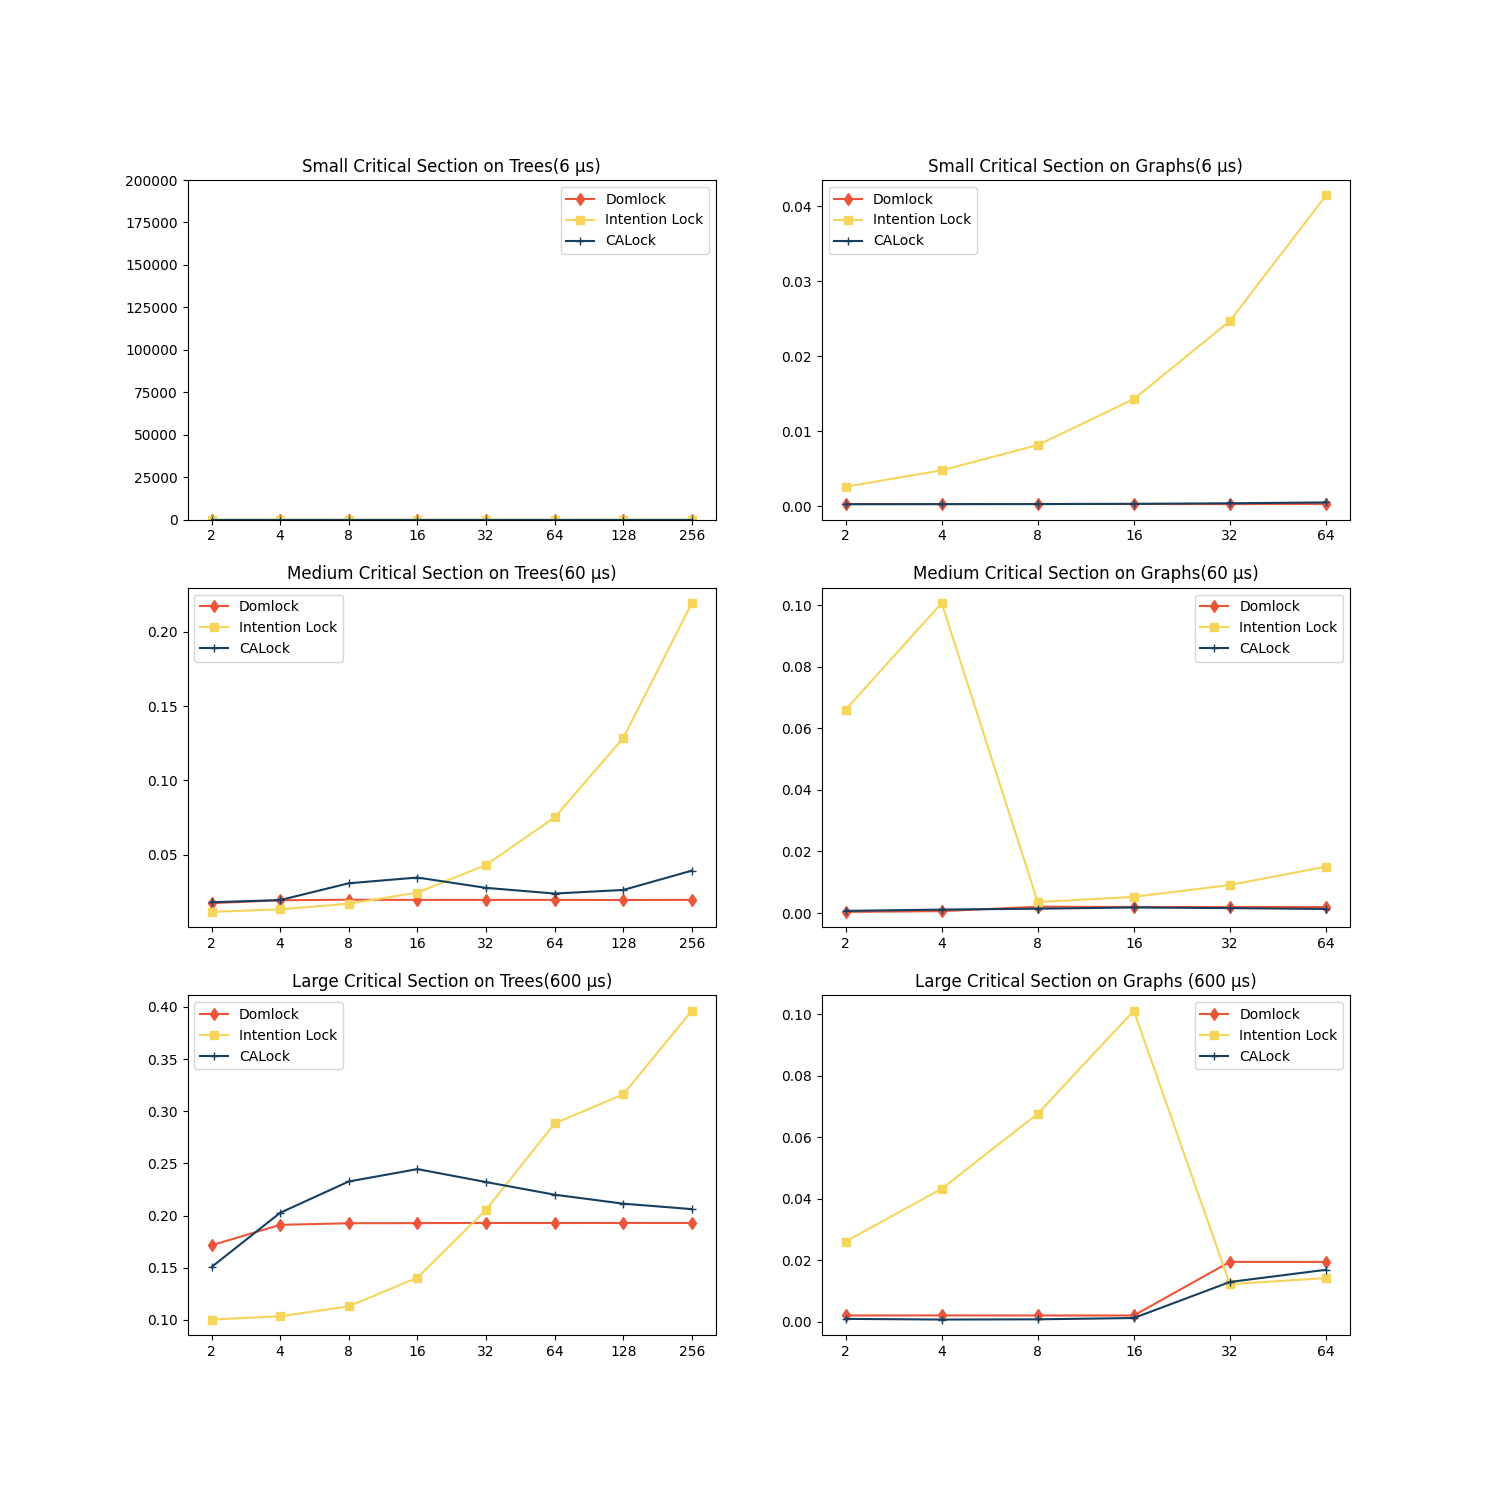 Small Critical Section on Trees(6 µs)
200000
175000
150000
125000
100000
75000
50000
25000
0
Domlock
Intention Lock
CALock
2 4 8 16 32 64 128 256
Small Critical Section on Graphs(6 µs)
0.04
0.03
0.02
0.01
0.00
Domlock
Intention Lock
CALock
2 4 8 16 32 64
Medium Critical Section on Trees(60 µs)
0.20
0.15
0.10
0.05
Domlock
Intention Lock
CALock
2 4 8 16 32 64 128 256
Medium Critical Section on Graphs(60 µs)
0.10
0.08
0.06
0.04
0.02
0.00
Domlock
Intention Lock
CALock
2 4 8 16 32 64
Large Critical Section on Trees(600 µs)
0.40
0.35
0.30
0.25
0.20
0.15
0.10
Domlock
Intention Lock
CALock
2 4 8 16 32 64 128 256
Large Critical Section on Graphs (600 µs)
0.10
0.08
0.06
0.04
0.02
0.00
Domlock
Intention Lock
CALock
2 4 8 16 32 64